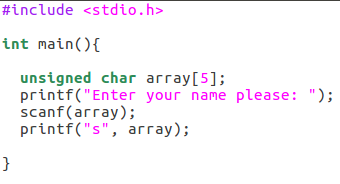 #include <stdio.h>
int main(){
unsigned char array[5];
printf("Enter your name please: ");
scanf(array);
printf("s", array);
}